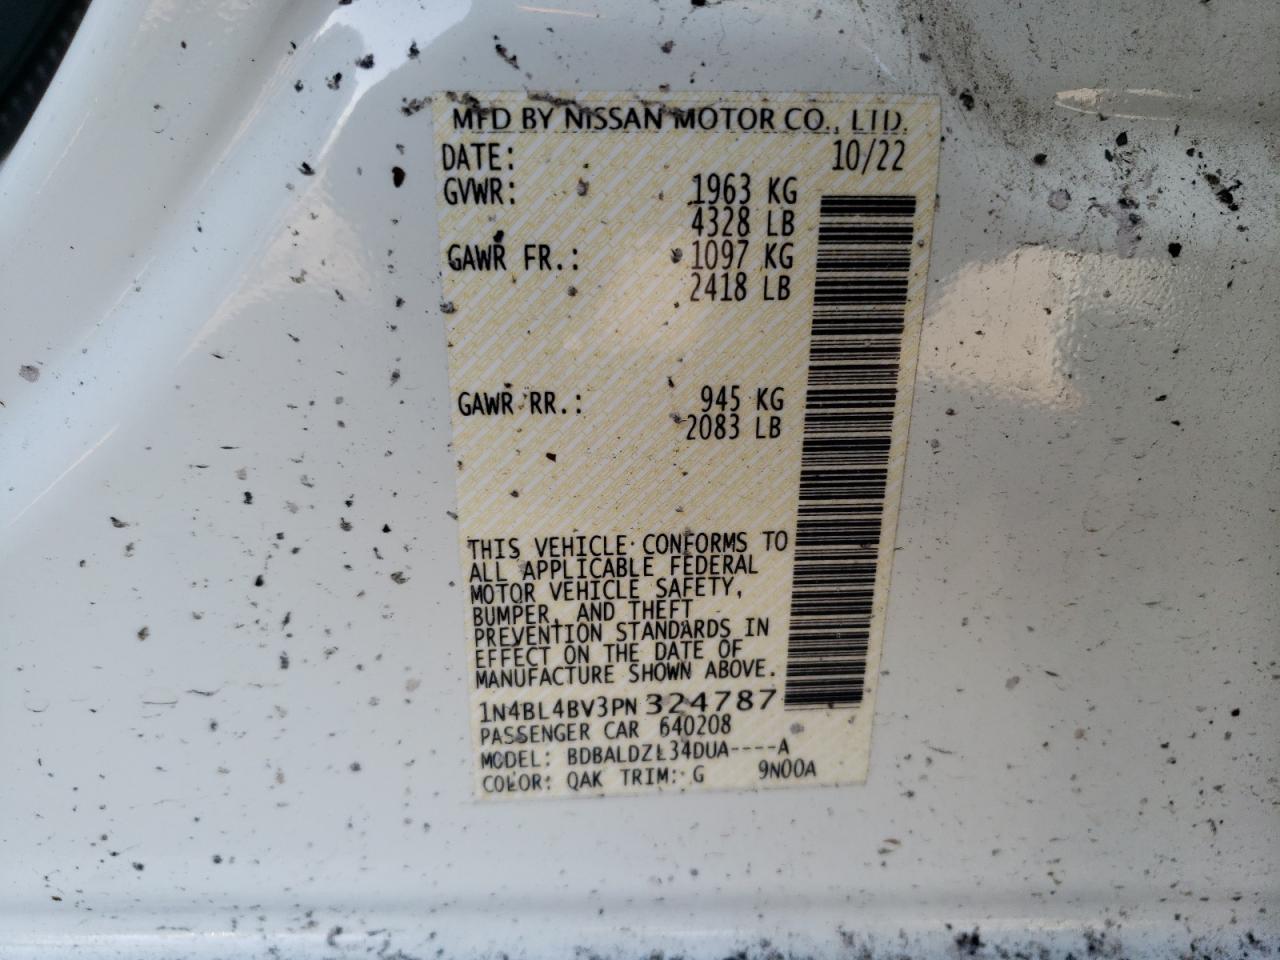 MFD BY NISSAN MOTOR CO., LTD.
DATE: 10/22
GVWR: 1963 KG
4328 LB
GAWR FR.: 1097 KG
2418 LB
GAWR RR.: 945 KG
2083 LB
THIS VEHICLE CONFORMS TO
ALL APPLICABLE FEDERAL
MOTOR VEHICLE SAFETY,
BUMPER, AND THEFT
PREVENTION STANDARDS IN
EFFECT ON THE DATE OF
MANUFACTURE SHOWN ABOVE.
1N4BL4BV3PN324787
PASSENGER CAR 640208
MODEL: BDBALDZL34DUA----A
COLOR: QAK TRIM: G 9N00A